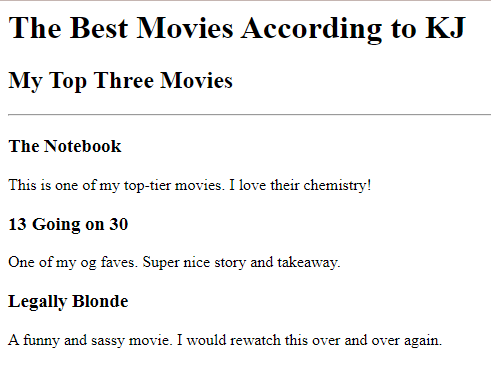 The Best Movies According to KJ
My Top Three Movies
The Notebook
This is one of my top-tier movies. I love their chemistry!
13 Going on 30
One of my og faves. Super nice story and takeaway.
Legally Blonde
A funny and sassy movie. I would rewatch this over and over again.